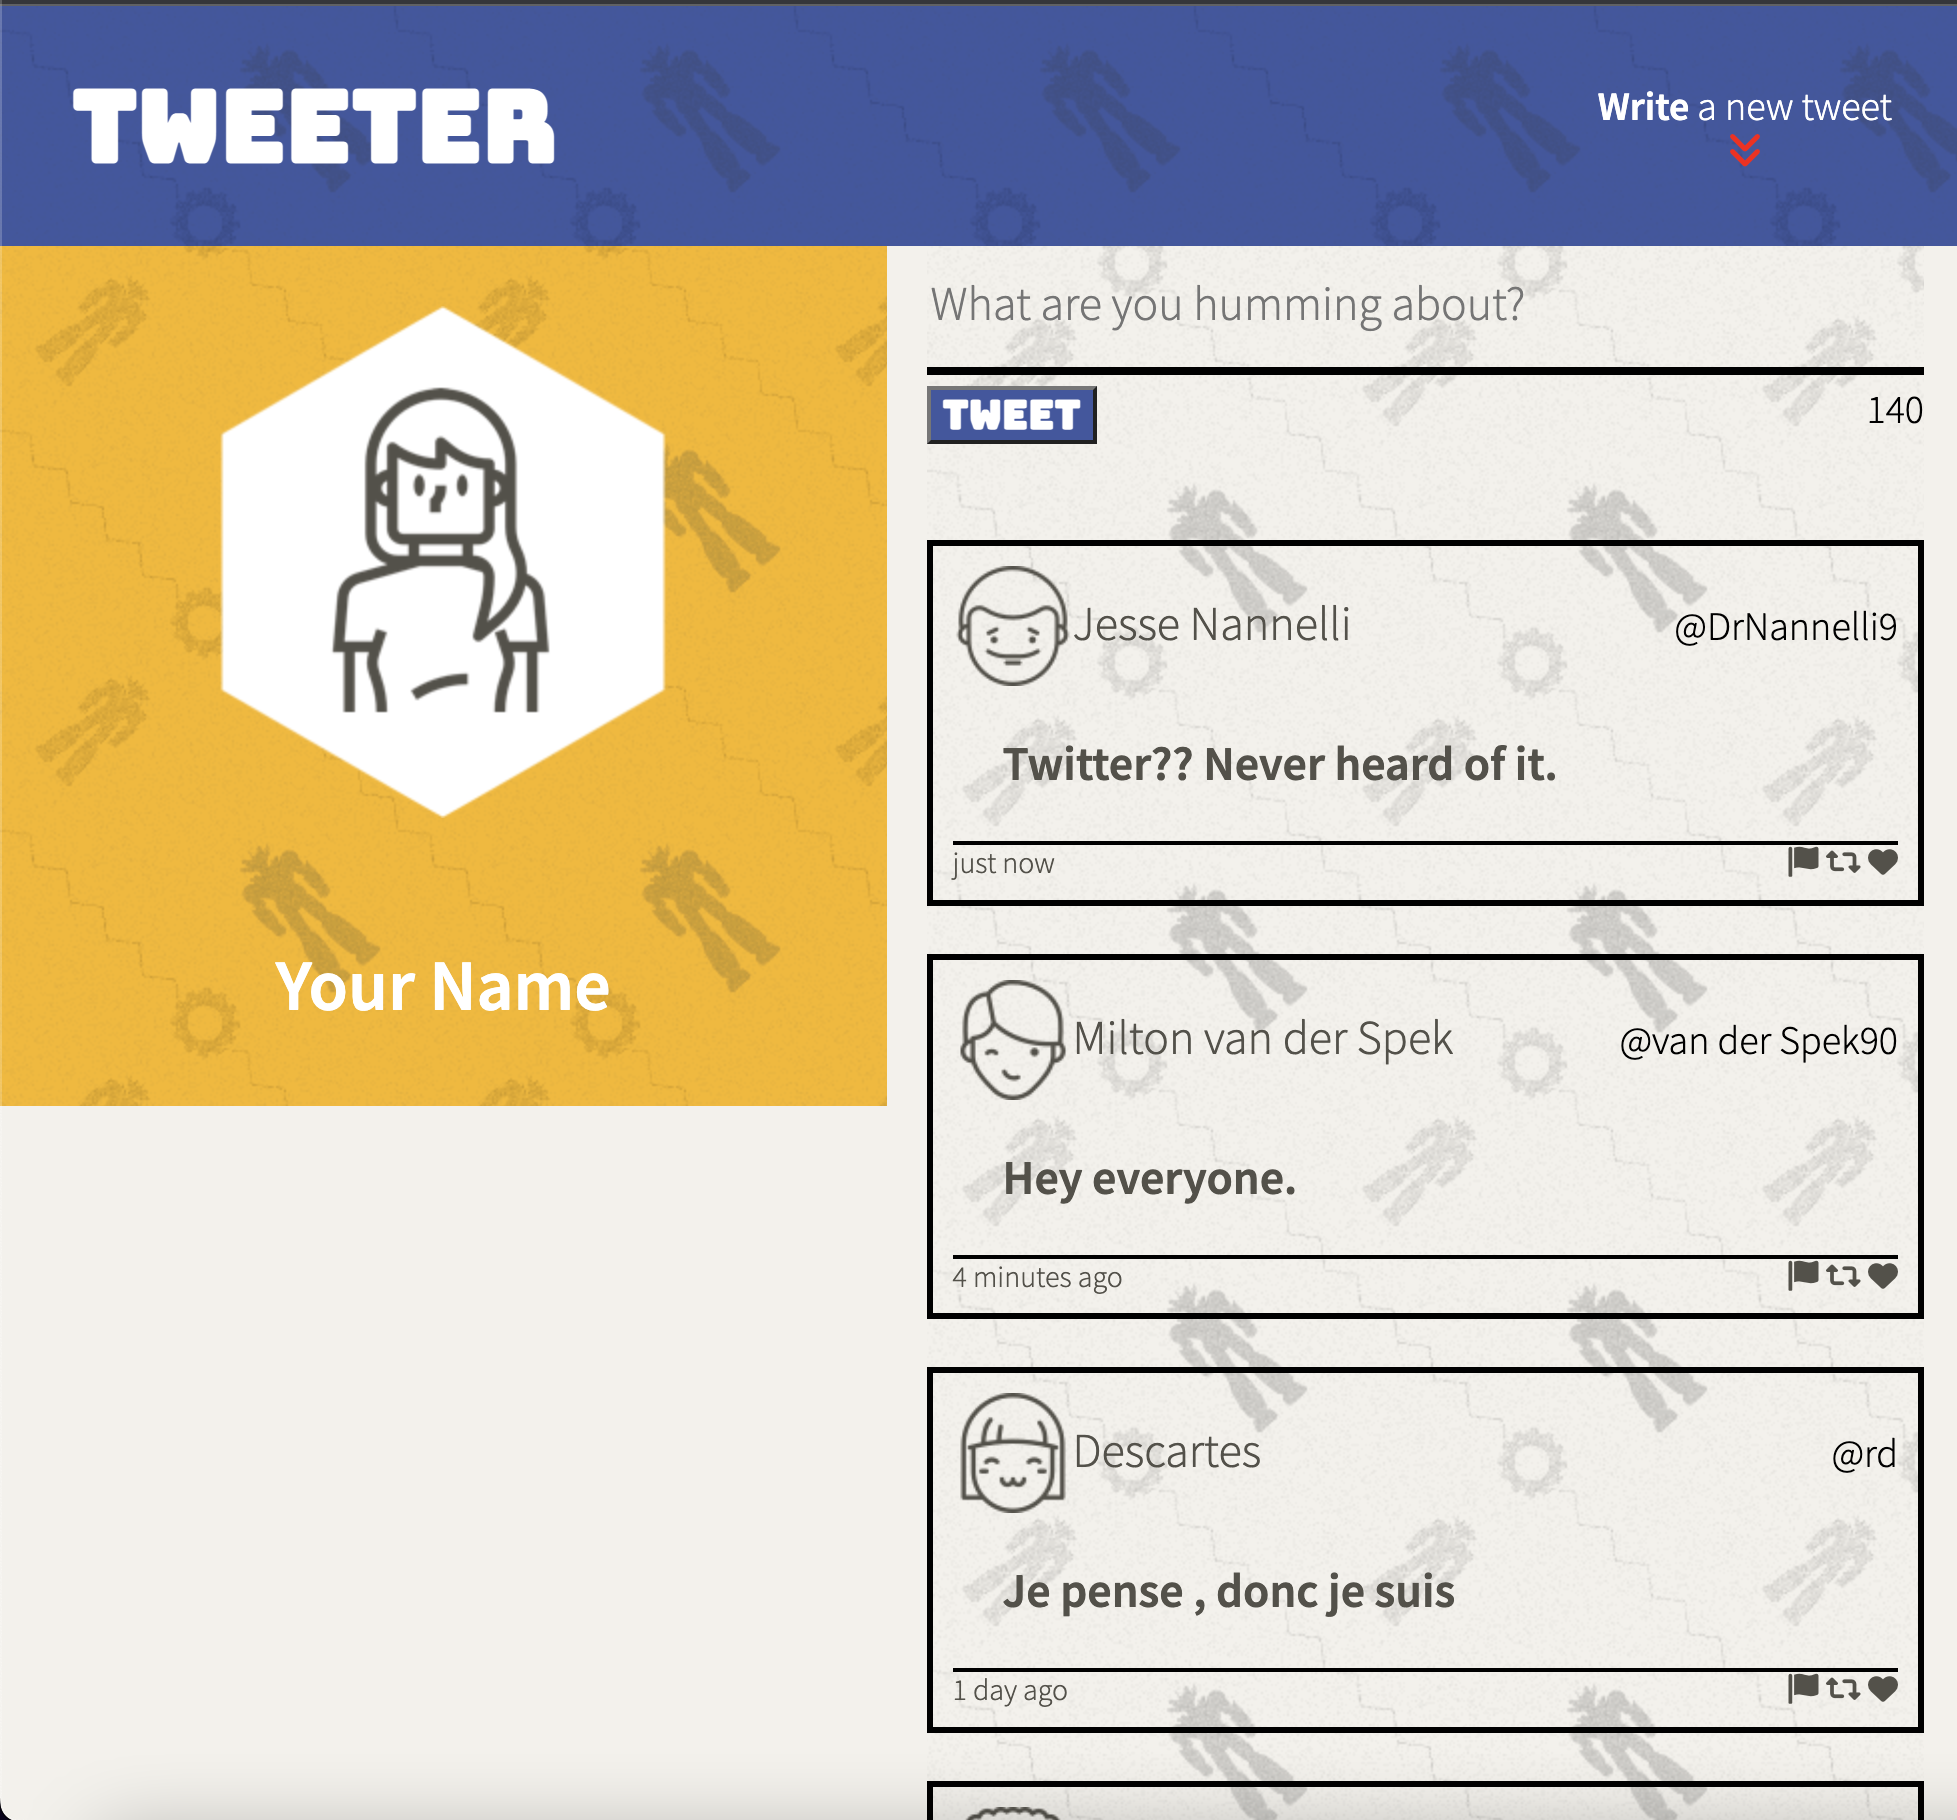 TWEETER
Write a new tweet
Your Name
What are you humming about?
TWEET
140
Jesse Nannelli
@DrNannelli9
Twitter?? Never heard of it.
just now
Milton van der Spek
@van der Spek90
Hey everyone.
4 minutes ago
Descartes
@rd
Je pense , donc je suis
1 day ago